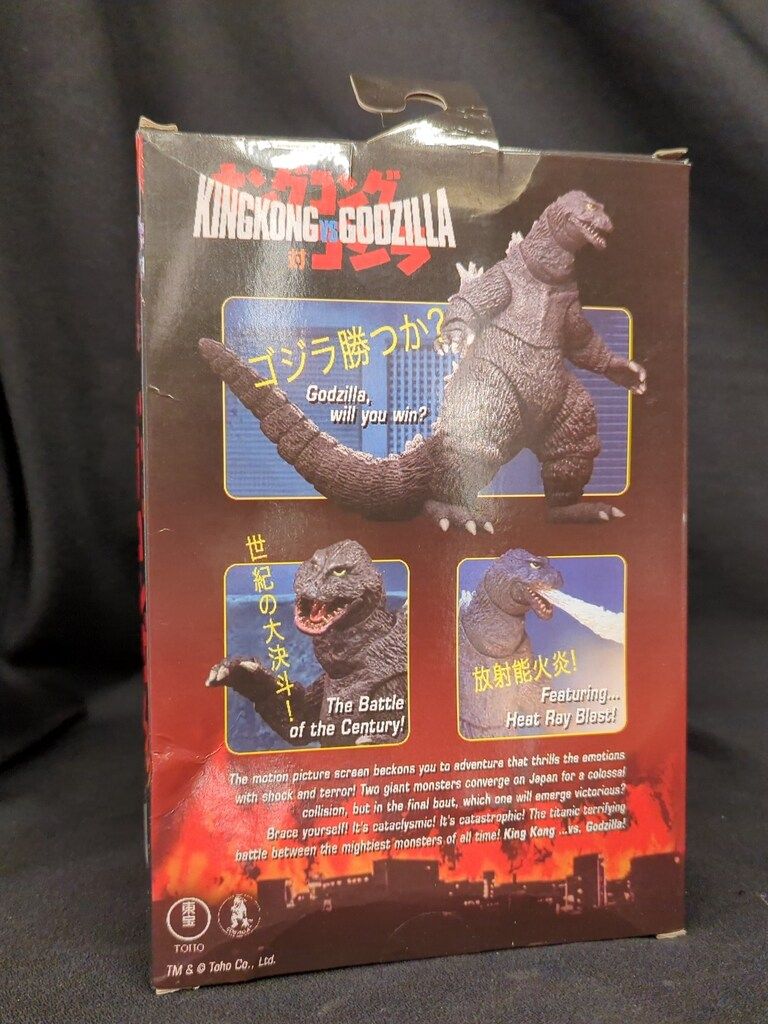 キングコング
KINGKONG VS GODZILLA
対 ゴジラ
ゴジラ勝つか?
Godzilla,
will you win?
世紀の大決斗!
The Battle
of the Century!
放射能火炎!
Featuring...
Heat Ray Blast!
The motion picture screen beckons you to adventure that thrills the emotions
with shock and terror! Two giant monsters converge on Japan for a colossal
collision, but in the final bout, which one will emerge victorious?
Brace yourself! It's cataclysmic! It's catastrophic! The titanic terrifying
battle between the mightiest monsters of all time! King Kong ...vs. Godzilla!
東宝
TOHO
TM & © Toho Co., Ltd.